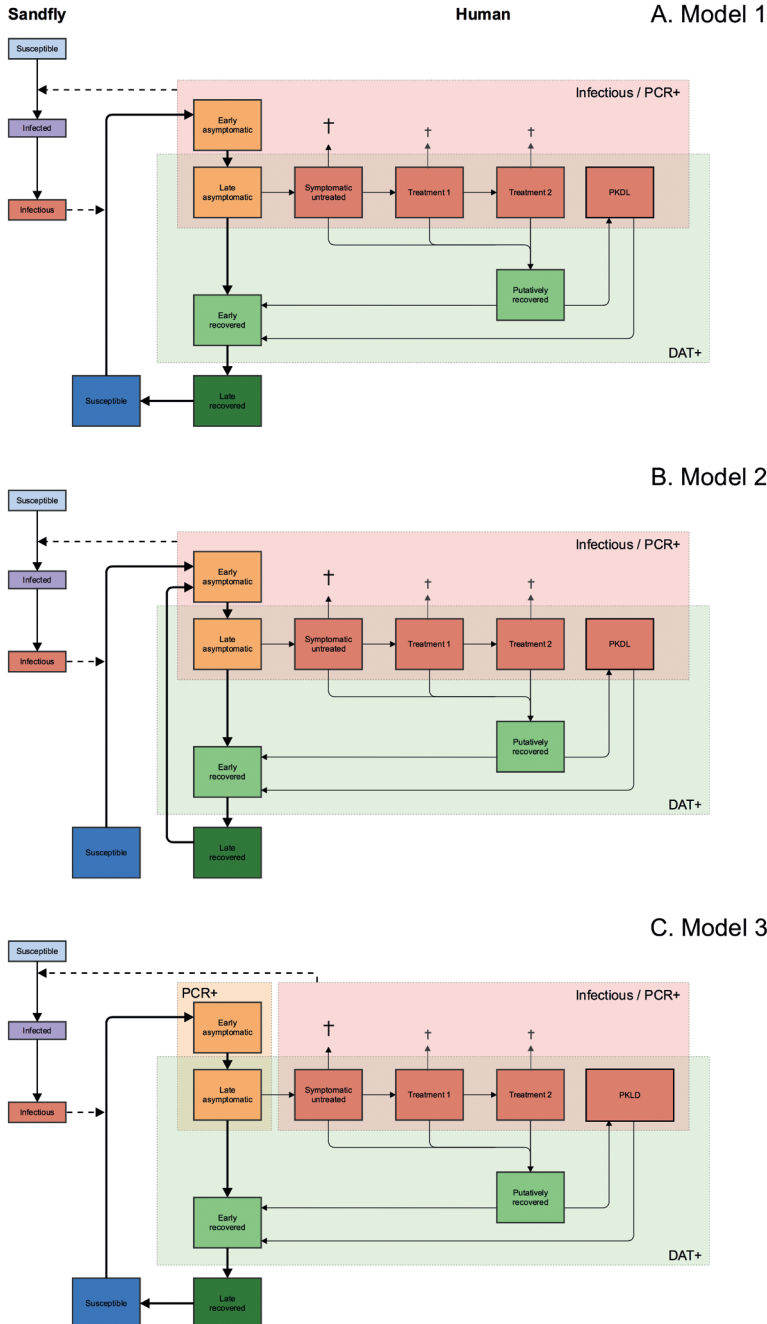 Sandfly
Human
A. Model 1
Susceptible
Infectious / PCR+
Early
asymptomatic
†
†
†
Infected
Late
asymptomatic
Symptomatic
untreated
Treatment 1
Treatment 2
PKDL
Infectious
Putatively
recovered
Early
recovered
DAT+
Susceptible
Late
recovered
B. Model 2
Susceptible
Infectious / PCR+
Early
asymptomatic
†
†
†
Infected
Late
asymptomatic
Symptomatic
untreated
Treatment 1
Treatment 2
PKDL
Infectious
Putatively
recovered
Early
recovered
DAT+
Susceptible
Late
recovered
C. Model 3
Susceptible
PCR+
Infectious / PCR+
Early
asymptomatic
†
†
†
Infected
Late
asymptomatic
Symptomatic
untreated
Treatment 1
Treatment 2
PKLD
Infectious
Putatively
recovered
Early
recovered
DAT+
Susceptible
Late
recovered